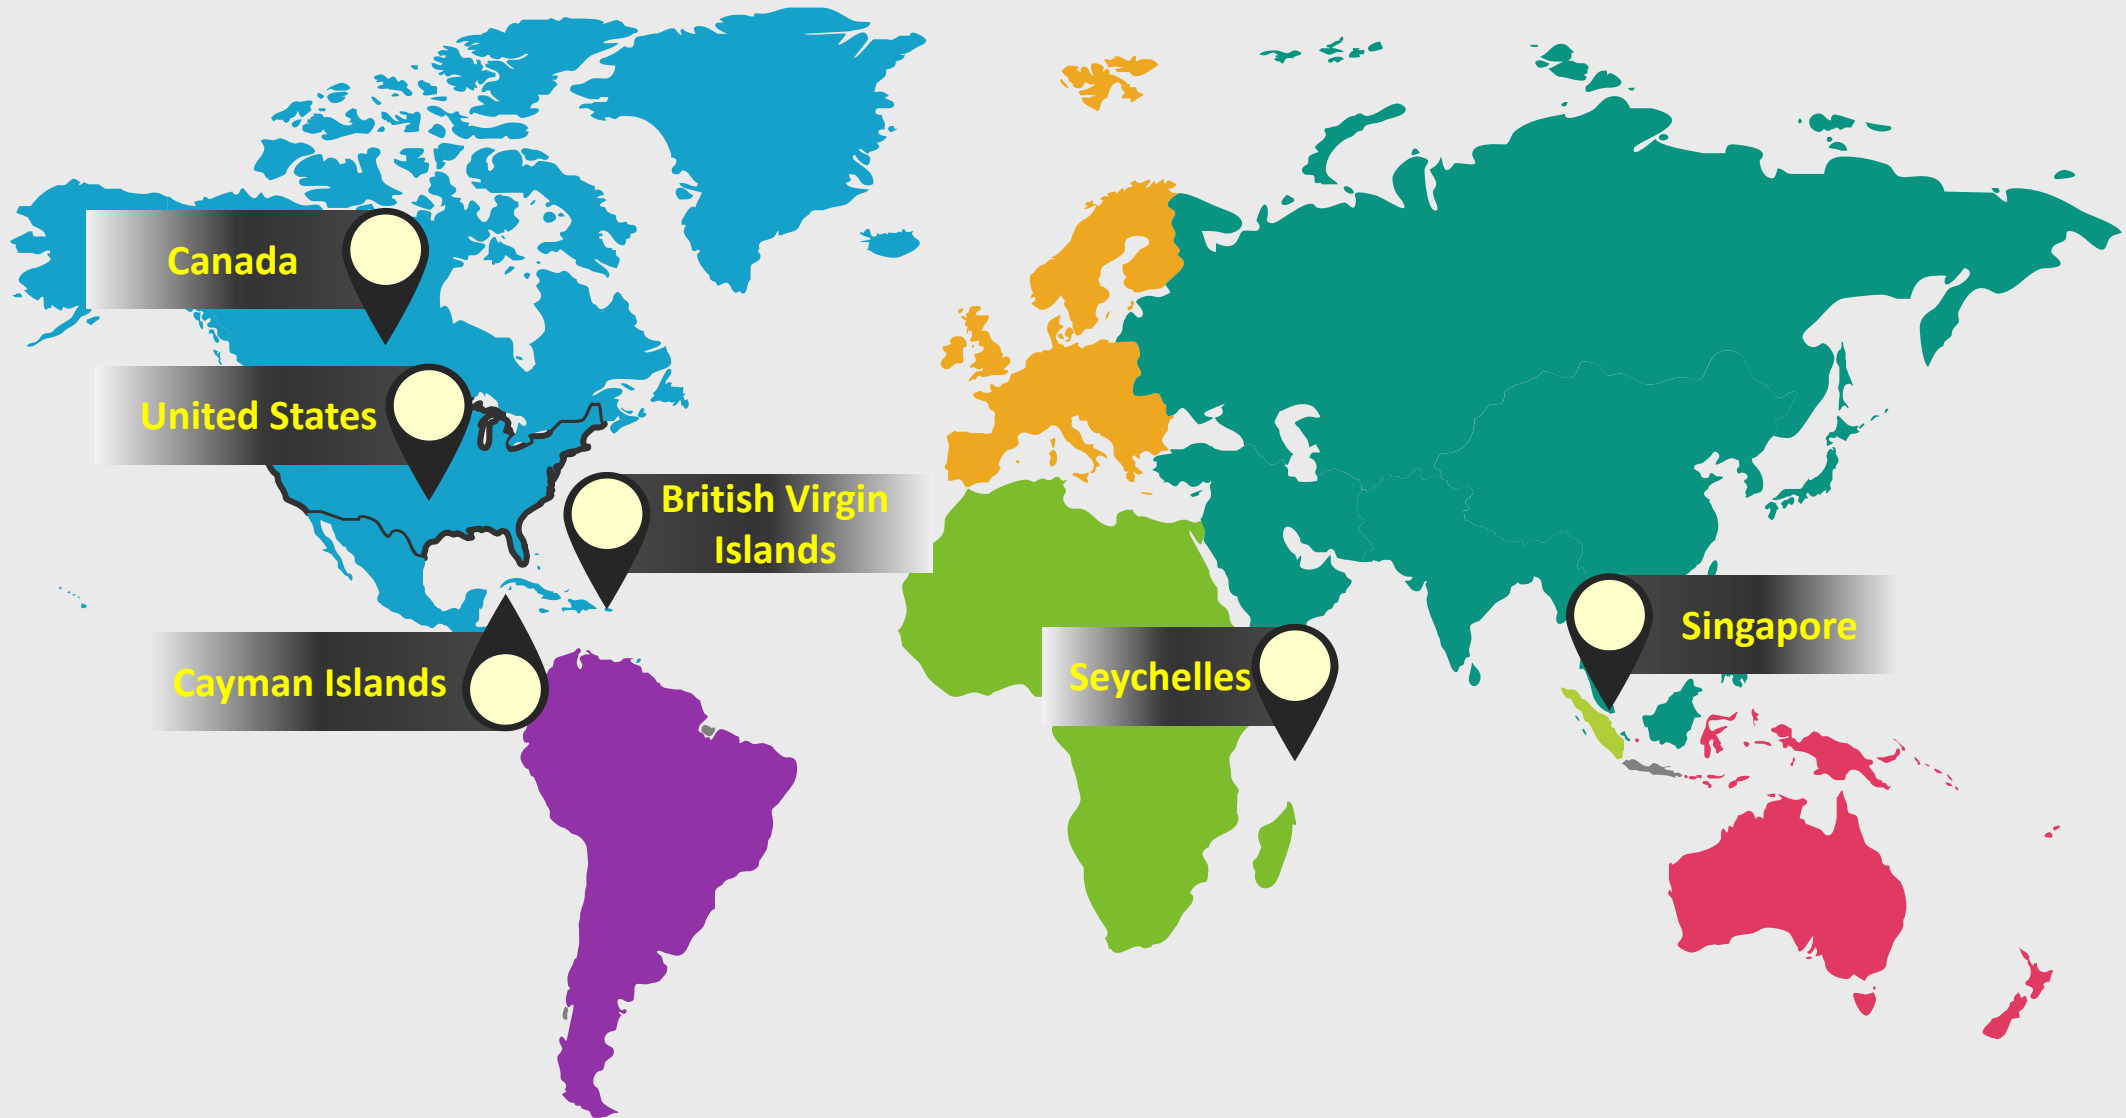 Canada
United States
British Virgin
Islands
Cayman Islands
Seychelles
Singapore